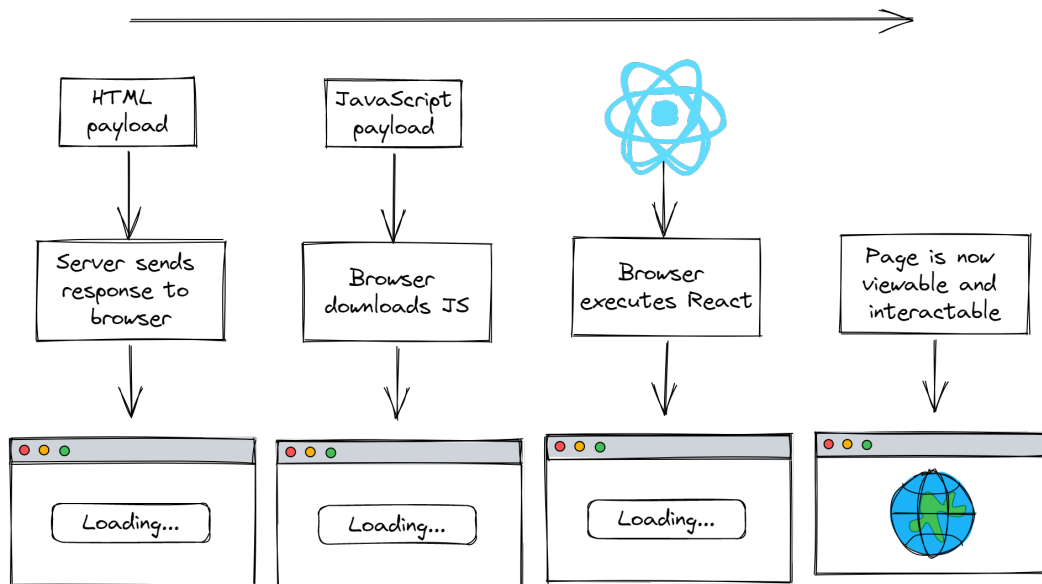 HTML
payload
JavaScript
payload
Server sends
response to
browser
Browser
downloads JS
Browser
executes React
Page is now
viewable and
interactable
Loading...
Loading...
Loading...